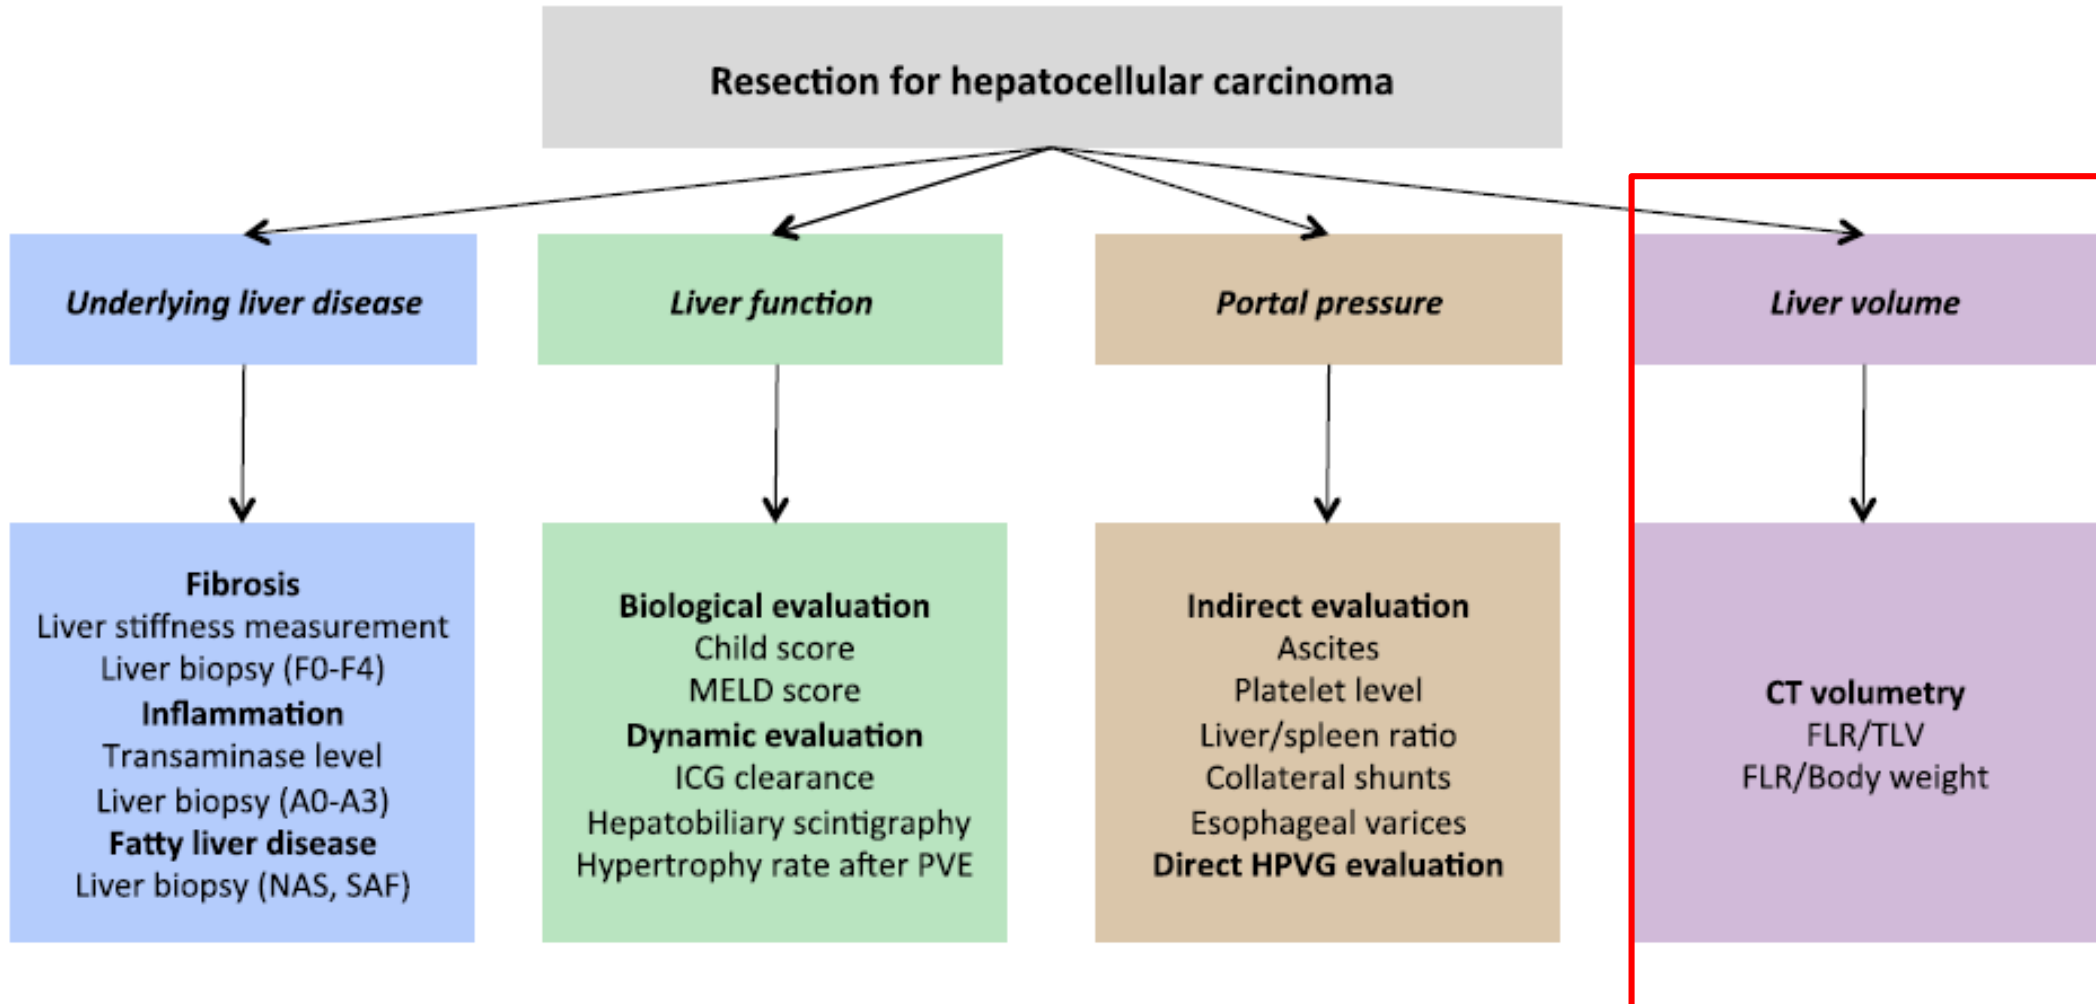 Resection for hepatocellular carcinoma
Underlying liver disease
Liver function
Portal pressure
Liver volume
Fibrosis
Liver stiffness measurement
Liver biopsy (F0-F4)
Inflammation
Transaminase level
Liver biopsy (A0-A3)
Fatty liver disease
Liver biopsy (NAS, SAF)
Biological evaluation
Child score
MELD score
Dynamic evaluation
ICG clearance
Hepatobiliary scintigraphy
Hypertrophy rate after PVE
Indirect evaluation
Ascites
Platelet level
Liver/spleen ratio
Collateral shunts
Esophageal varices
Direct HPVG evaluation
CT volumetry
FLR/TLV
FLR/Body weight